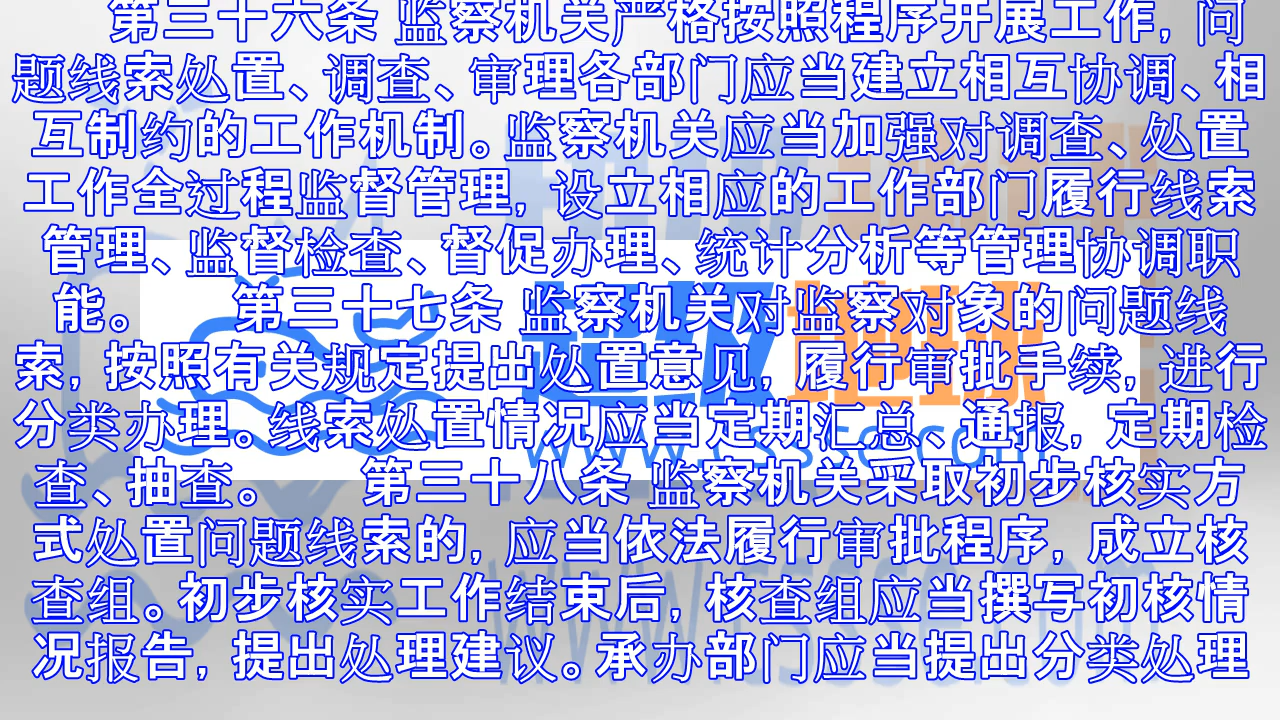 第三十六条 监察机关严格按照程序开展工作，问
题线索处置、调查、审理各部门应当建立相互协调、相
互制约的工作机制。监察机关应当加强对调查、处置
工作全过程监督管理，设立相应的工作部门履行线索
管理、监督检查、督促办理、统计分析等管理协调职
能。 第三十七条 监察机关对监察对象的问题线
索，按照有关规定提出处置意见，履行审批手续，进行
分类办理。线索处置情况应当定期汇总、通报，定期检
查、抽查。 第三十八条 监察机关采取初步核实方
式处置问题线索的，应当依法履行审批程序，成立核
查组。初步核实工作结束后，核查组应当撰写初核情
况报告，提出处理建议。承办部门应当提出分类处理
超级地球
www.cssse.com